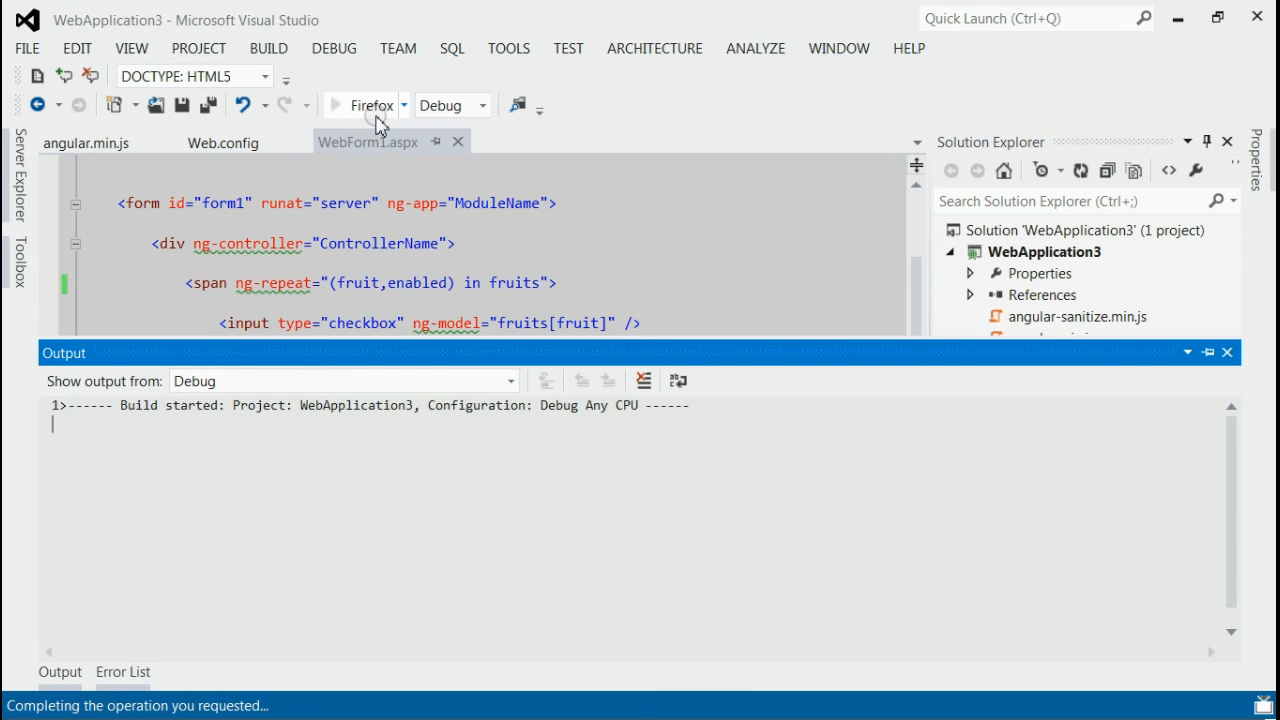 WebApplication3 - Microsoft Visual Studio
Quick Launch (Ctrl+Q)
FILE EDIT VIEW PROJECT BUILD DEBUG TEAM SQL TOOLS TEST ARCHITECTURE ANALYZE WINDOW HELP
DOCTYPE: HTML5
Firefox Debug
angular.min.js Web.config WebForm1.aspx
Solution Explorer
Server Explorer
Toolbox
Properties
Search Solution Explorer (Ctrl+;)
<form id="form1" runat="server" ng-app="ModuleName">
<div ng-controller="ControllerName">
<span ng-repeat="(fruit,enabled) in fruits">
<input type="checkbox" ng-model="fruits[fruit]" />
Solution 'WebApplication3' (1 project)
WebApplication3
Properties
References
angular-sanitize.min.js
Output
Show output from: Debug
1>------ Build started: Project: WebApplication3, Configuration: Debug Any CPU ------
Output Error List
Completing the operation you requested...